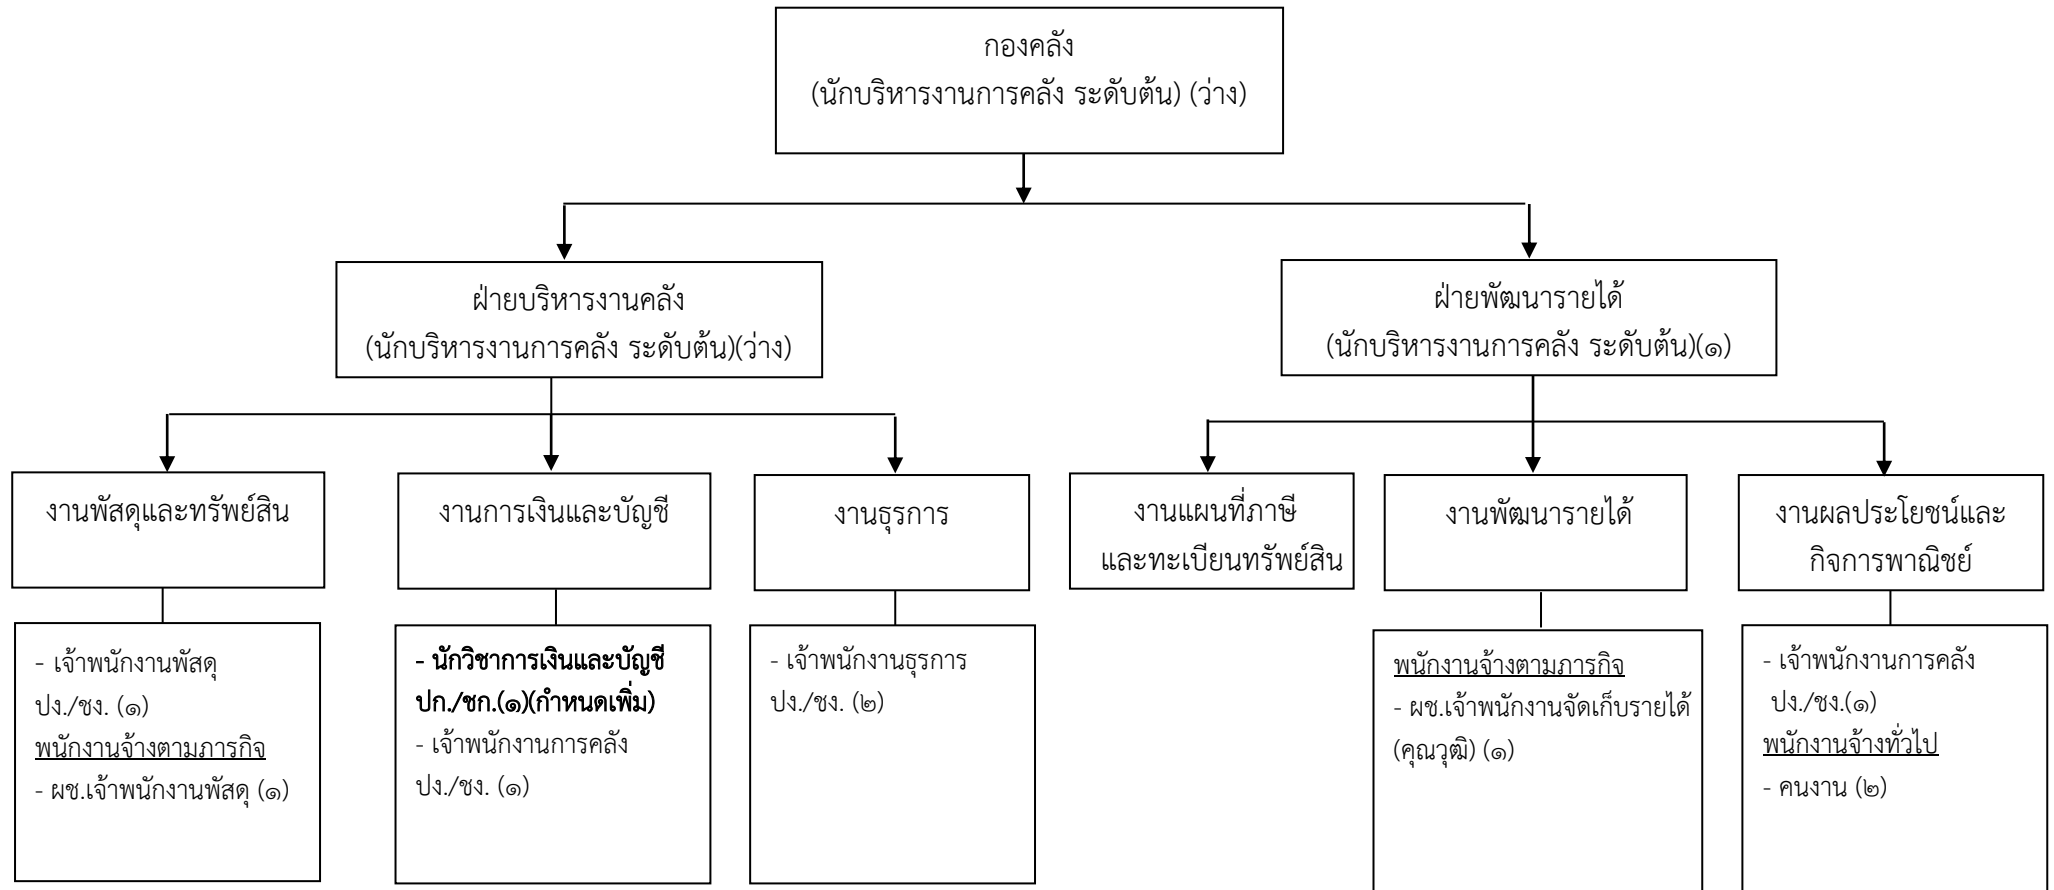 กองคลัง
(นักบริหารงานการคลัง ระดับต้น) (ว่าง)
ฝ่ายบริหารงานคลัง
(นักบริหารงานการคลัง ระดับต้น)(ว่าง)
ฝ่ายพัฒนารายได้
(นักบริหารงานการคลัง ระดับต้น)(๑)
งานพัสดุและทรัพย์สิน
งานการเงินและบัญชี
งานธุรการ
งานแผนที่ภาษี
และทะเบียนทรัพย์สิน
งานพัฒนารายได้
งานผลประโยชน์และ
กิจการพาณิชย์
- เจ้าพนักงานพัสดุ
ปง./ชง. (๑)
พนักงานจ้างตามภารกิจ
- ผช.เจ้าพนักงานพัสดุ (๑)
- นักวิชาการเงินและบัญชี
ปก./ชก.(๑)(กำหนดเพิ่ม)
- เจ้าพนักงานการคลัง
ปง./ชง. (๑)
- เจ้าพนักงานธุรการ
ปง./ชง. (๒)
พนักงานจ้างตามภารกิจ
- ผช.เจ้าพนักงานจัดเก็บรายได้
(คุณวุฒิ) (๑)
- เจ้าพนักงานการคลัง
ปง./ชง.(๑)
พนักงานจ้างทั่วไป
- คนงาน (๒)